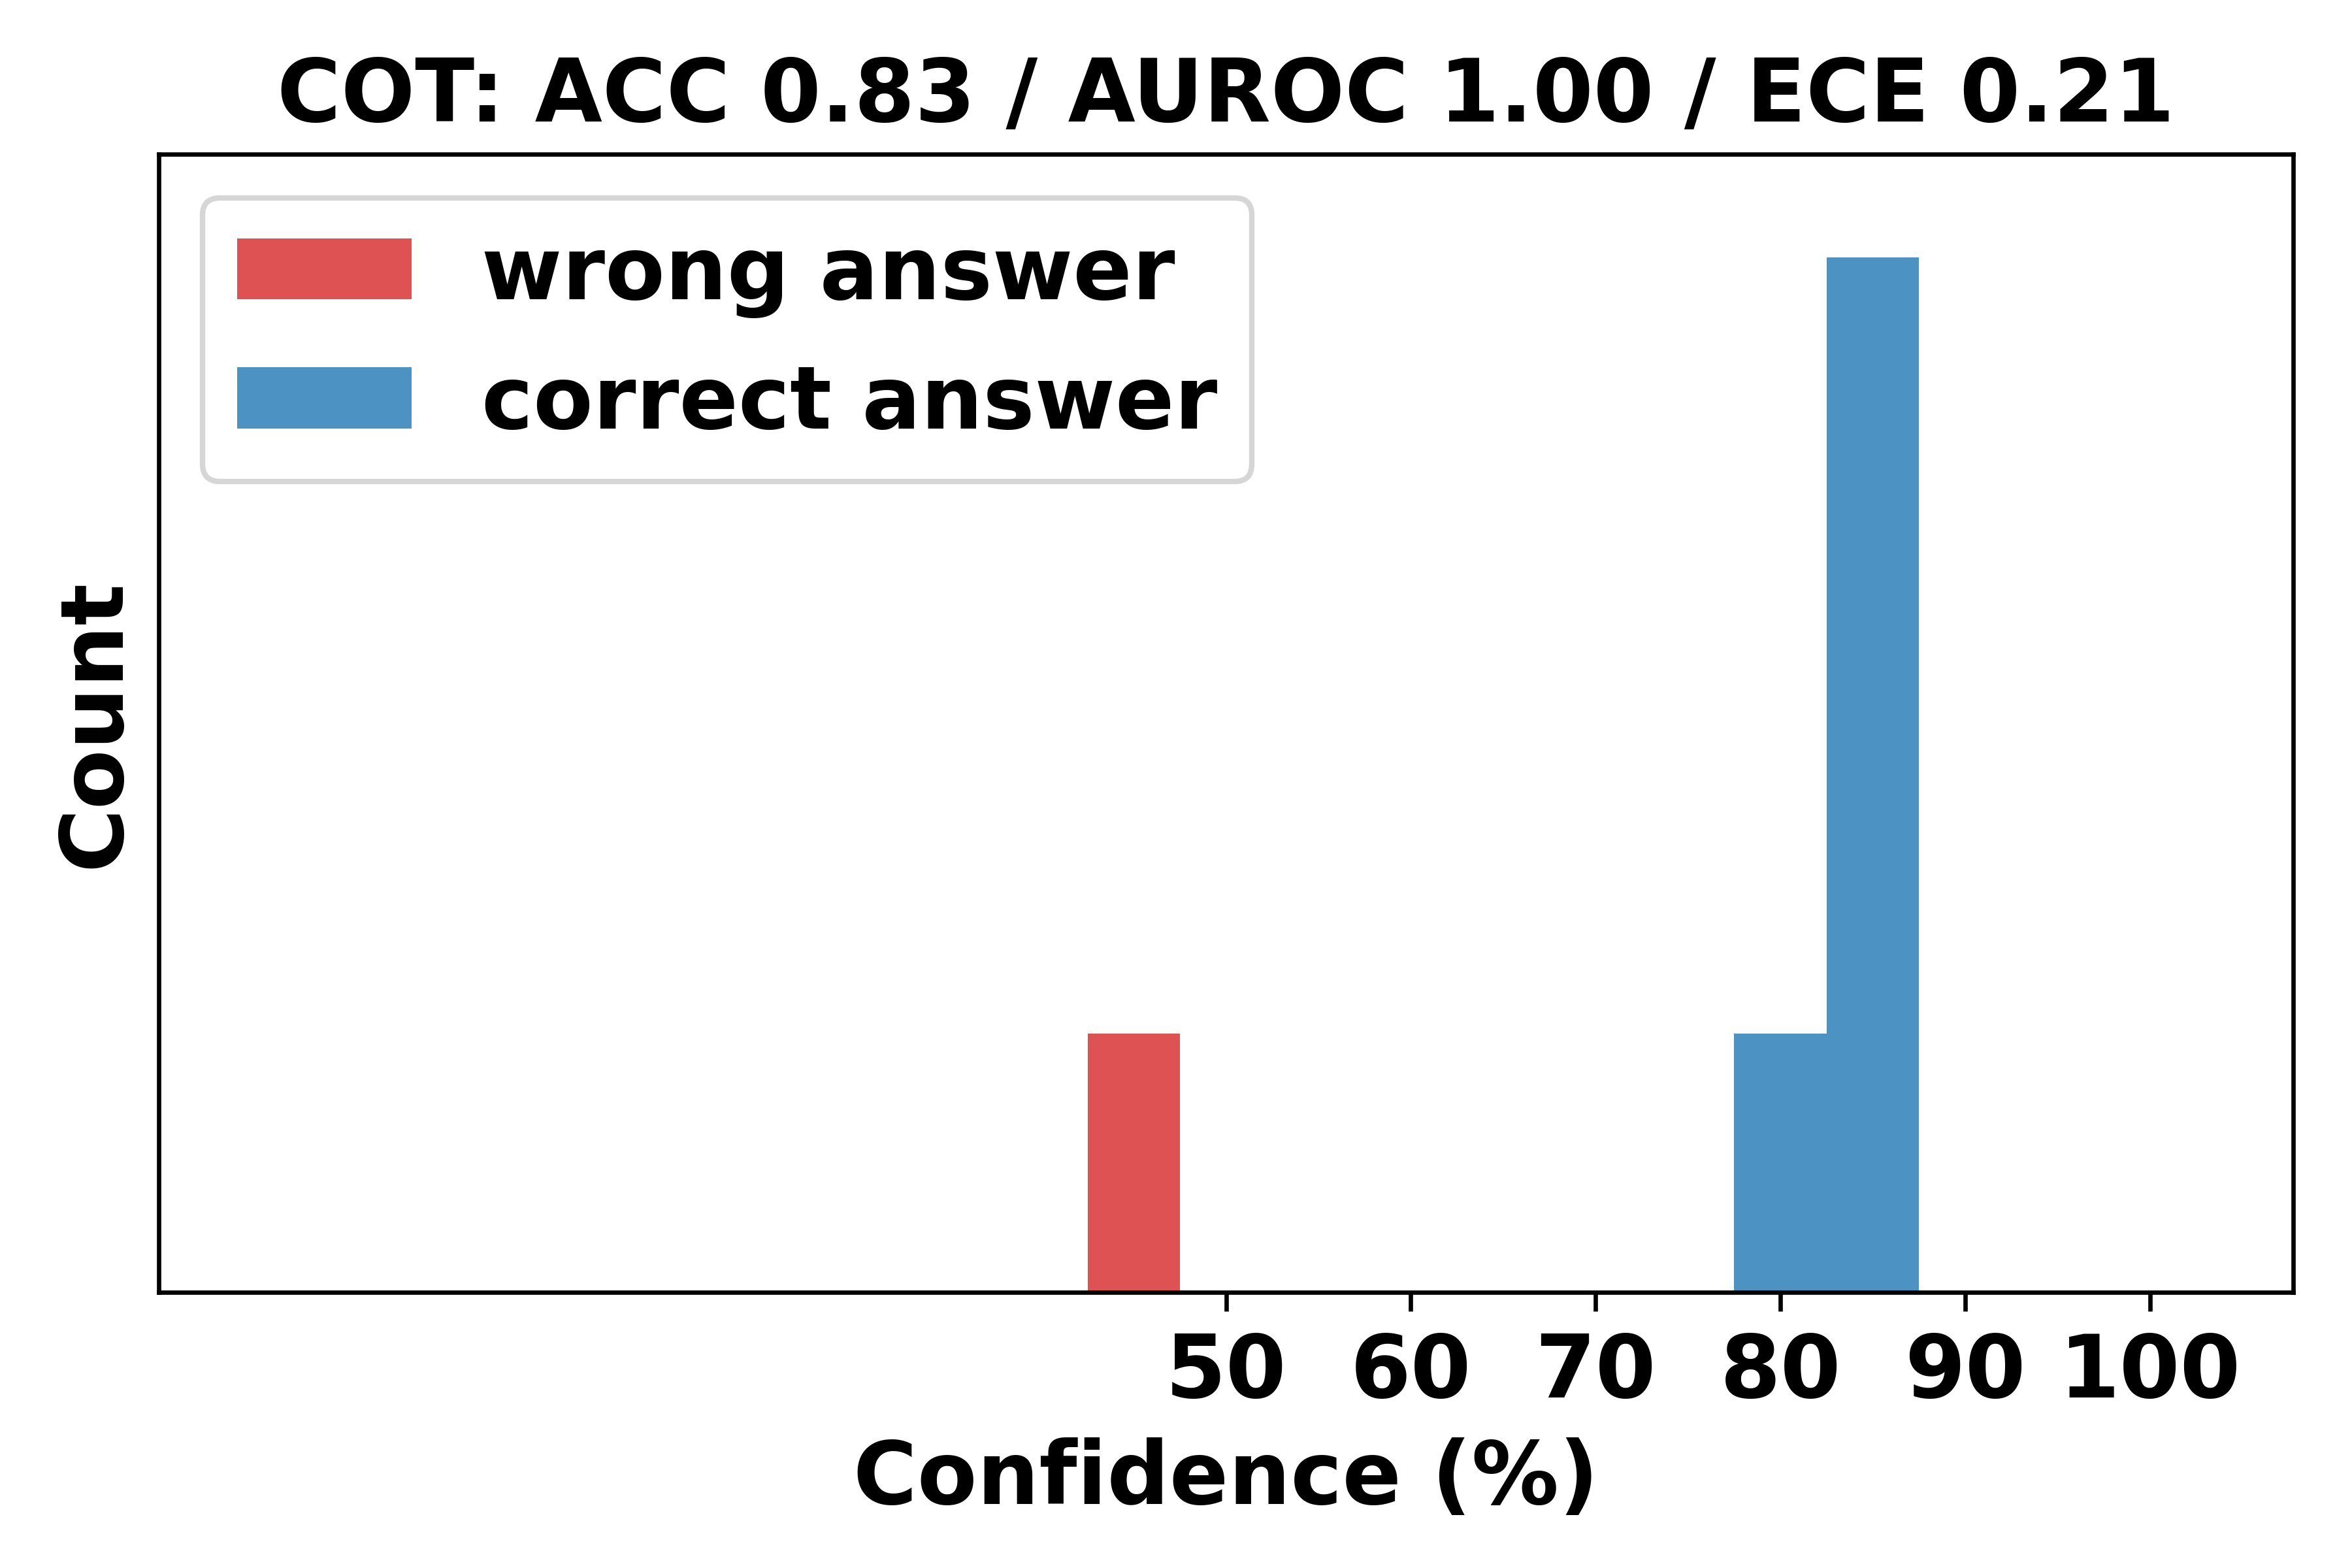 COT: ACC 0.83 / AUROC 1.00 / ECE 0.21
wrong answer
correct answer
Count
50 60 70 80 90 100
Confidence (%)